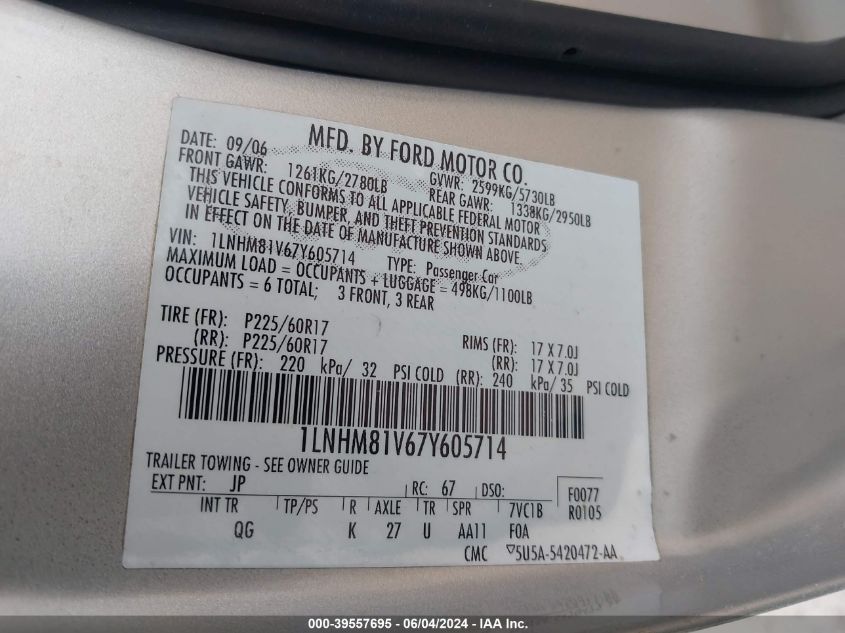 MFD. BY FORD MOTOR CO.
DATE: 09/06 GVWR: 2599KG/5730LB
FRONT GAWR: 1261KG/2780LB REAR GAWR: 1338KG/2950LB
THIS VEHICLE CONFORMS TO ALL APPLICABLE FEDERAL MOTOR
VEHICLE SAFETY, BUMPER, AND THEFT PREVENTION STANDARDS
IN EFFECT ON THE DATE OF MANUFACTURE SHOWN ABOVE.
VIN: 1LNHM81V67Y605714 TYPE: Passenger Car
MAXIMUM LOAD = OCCUPANTS + LUGGAGE = 498KG/1100LB
OCCUPANTS = 6 TOTAL; 3 FRONT, 3 REAR
TIRE (FR): P225/60R17 RIMS (FR): 17 X 7.0J
(RR): P225/60R17 (RR): 17 X 7.0J
PRESSURE (FR): 220 kPa/ 32 PSI COLD (RR): 240 kPa/ 35 PSI COLD
1LNHM81V67Y605714
TRAILER TOWING - SEE OWNER GUIDE
EXT PNT: JP RC: 67 DSO: F0077
INT TR TP/PS R AXLE TR SPR 7VC1B R0105
QG K 27 U AA11 F0A
CMC ▽5U5A-5420472-AA
000-39557695 - 06/04/2024 - IAA Inc.